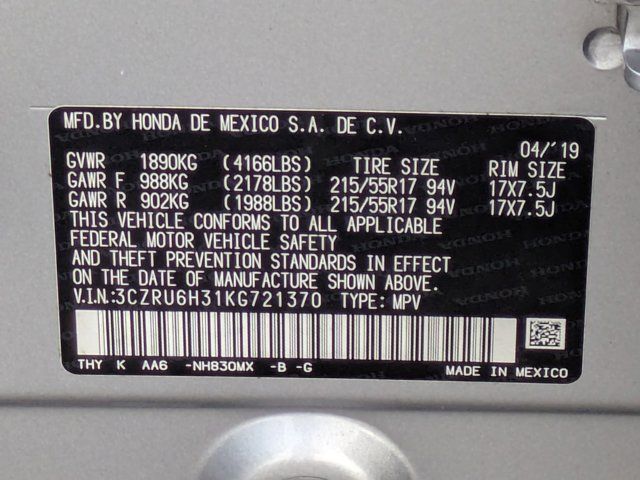 MFD.BY HONDA DE MEXICO S.A. DE C.V.
04/'19
GVWR 1890KG (4166LBS) TIRE SIZE RIM SIZE
GAWR F 988KG (2178LBS) 215/55R17 94V 17X7.5J
GAWR R 902KG (1988LBS) 215/55R17 94V 17X7.5J
THIS VEHICLE CONFORMS TO ALL APPLICABLE
FEDERAL MOTOR VEHICLE SAFETY
AND THEFT PREVENTION STANDARDS IN EFFECT
ON THE DATE OF MANUFACTURE SHOWN ABOVE.
V.I.N:3CZRU6H31KG721370 TYPE: MPV
THY K AA6 -NH830MX -B -G MADE IN MEXICO